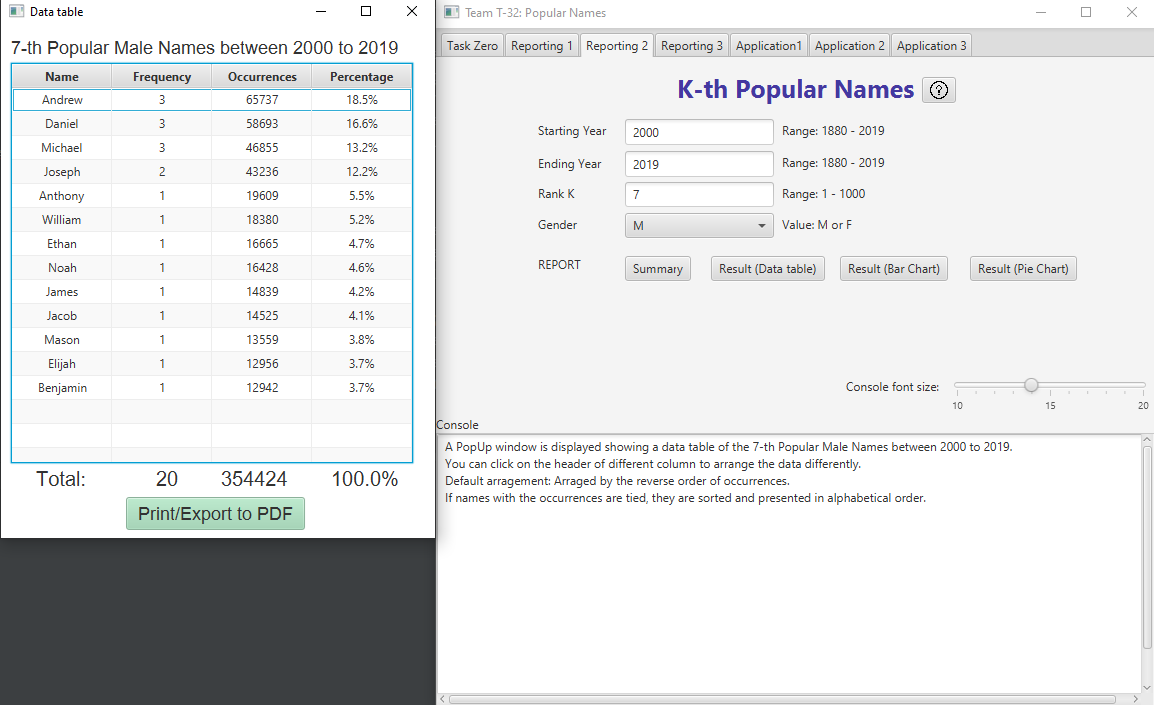 Data table
7-th Popular Male Names between 2000 to 2019
Name Frequency Occurrences Percentage
Andrew 3 65737 18.5%
Daniel 3 58693 16.6%
Michael 3 46855 13.2%
Joseph 2 43236 12.2%
Anthony 1 19609 5.5%
William 1 18380 5.2%
Ethan 1 16665 4.7%
Noah 1 16428 4.6%
James 1 14839 4.2%
Jacob 1 14525 4.1%
Mason 1 13559 3.8%
Elijah 1 12956 3.7%
Benjamin 1 12942 3.7%
Total: 20 354424 100.0%
Print/Export to PDF
Team T-32: Popular Names
Task Zero Reporting 1 Reporting 2 Reporting 3 Application1 Application 2 Application 3
K-th Popular Names ?
Starting Year 2000 Range: 1880 - 2019
Ending Year 2019 Range: 1880 - 2019
Rank K 7 Range: 1 - 1000
Gender M Value: M or F
REPORT Summary Result (Data table) Result (Bar Chart) Result (Pie Chart)
Console font size:
10 15 20
Console
A PopUp window is displayed showing a data table of the 7-th Popular Male Names between 2000 to 2019.
You can click on the header of different column to arrange the data differently.
Default arragement: Arraged by the reverse order of occurrences.
If names with the occurrences are tied, they are sorted and presented in alphabetical order.